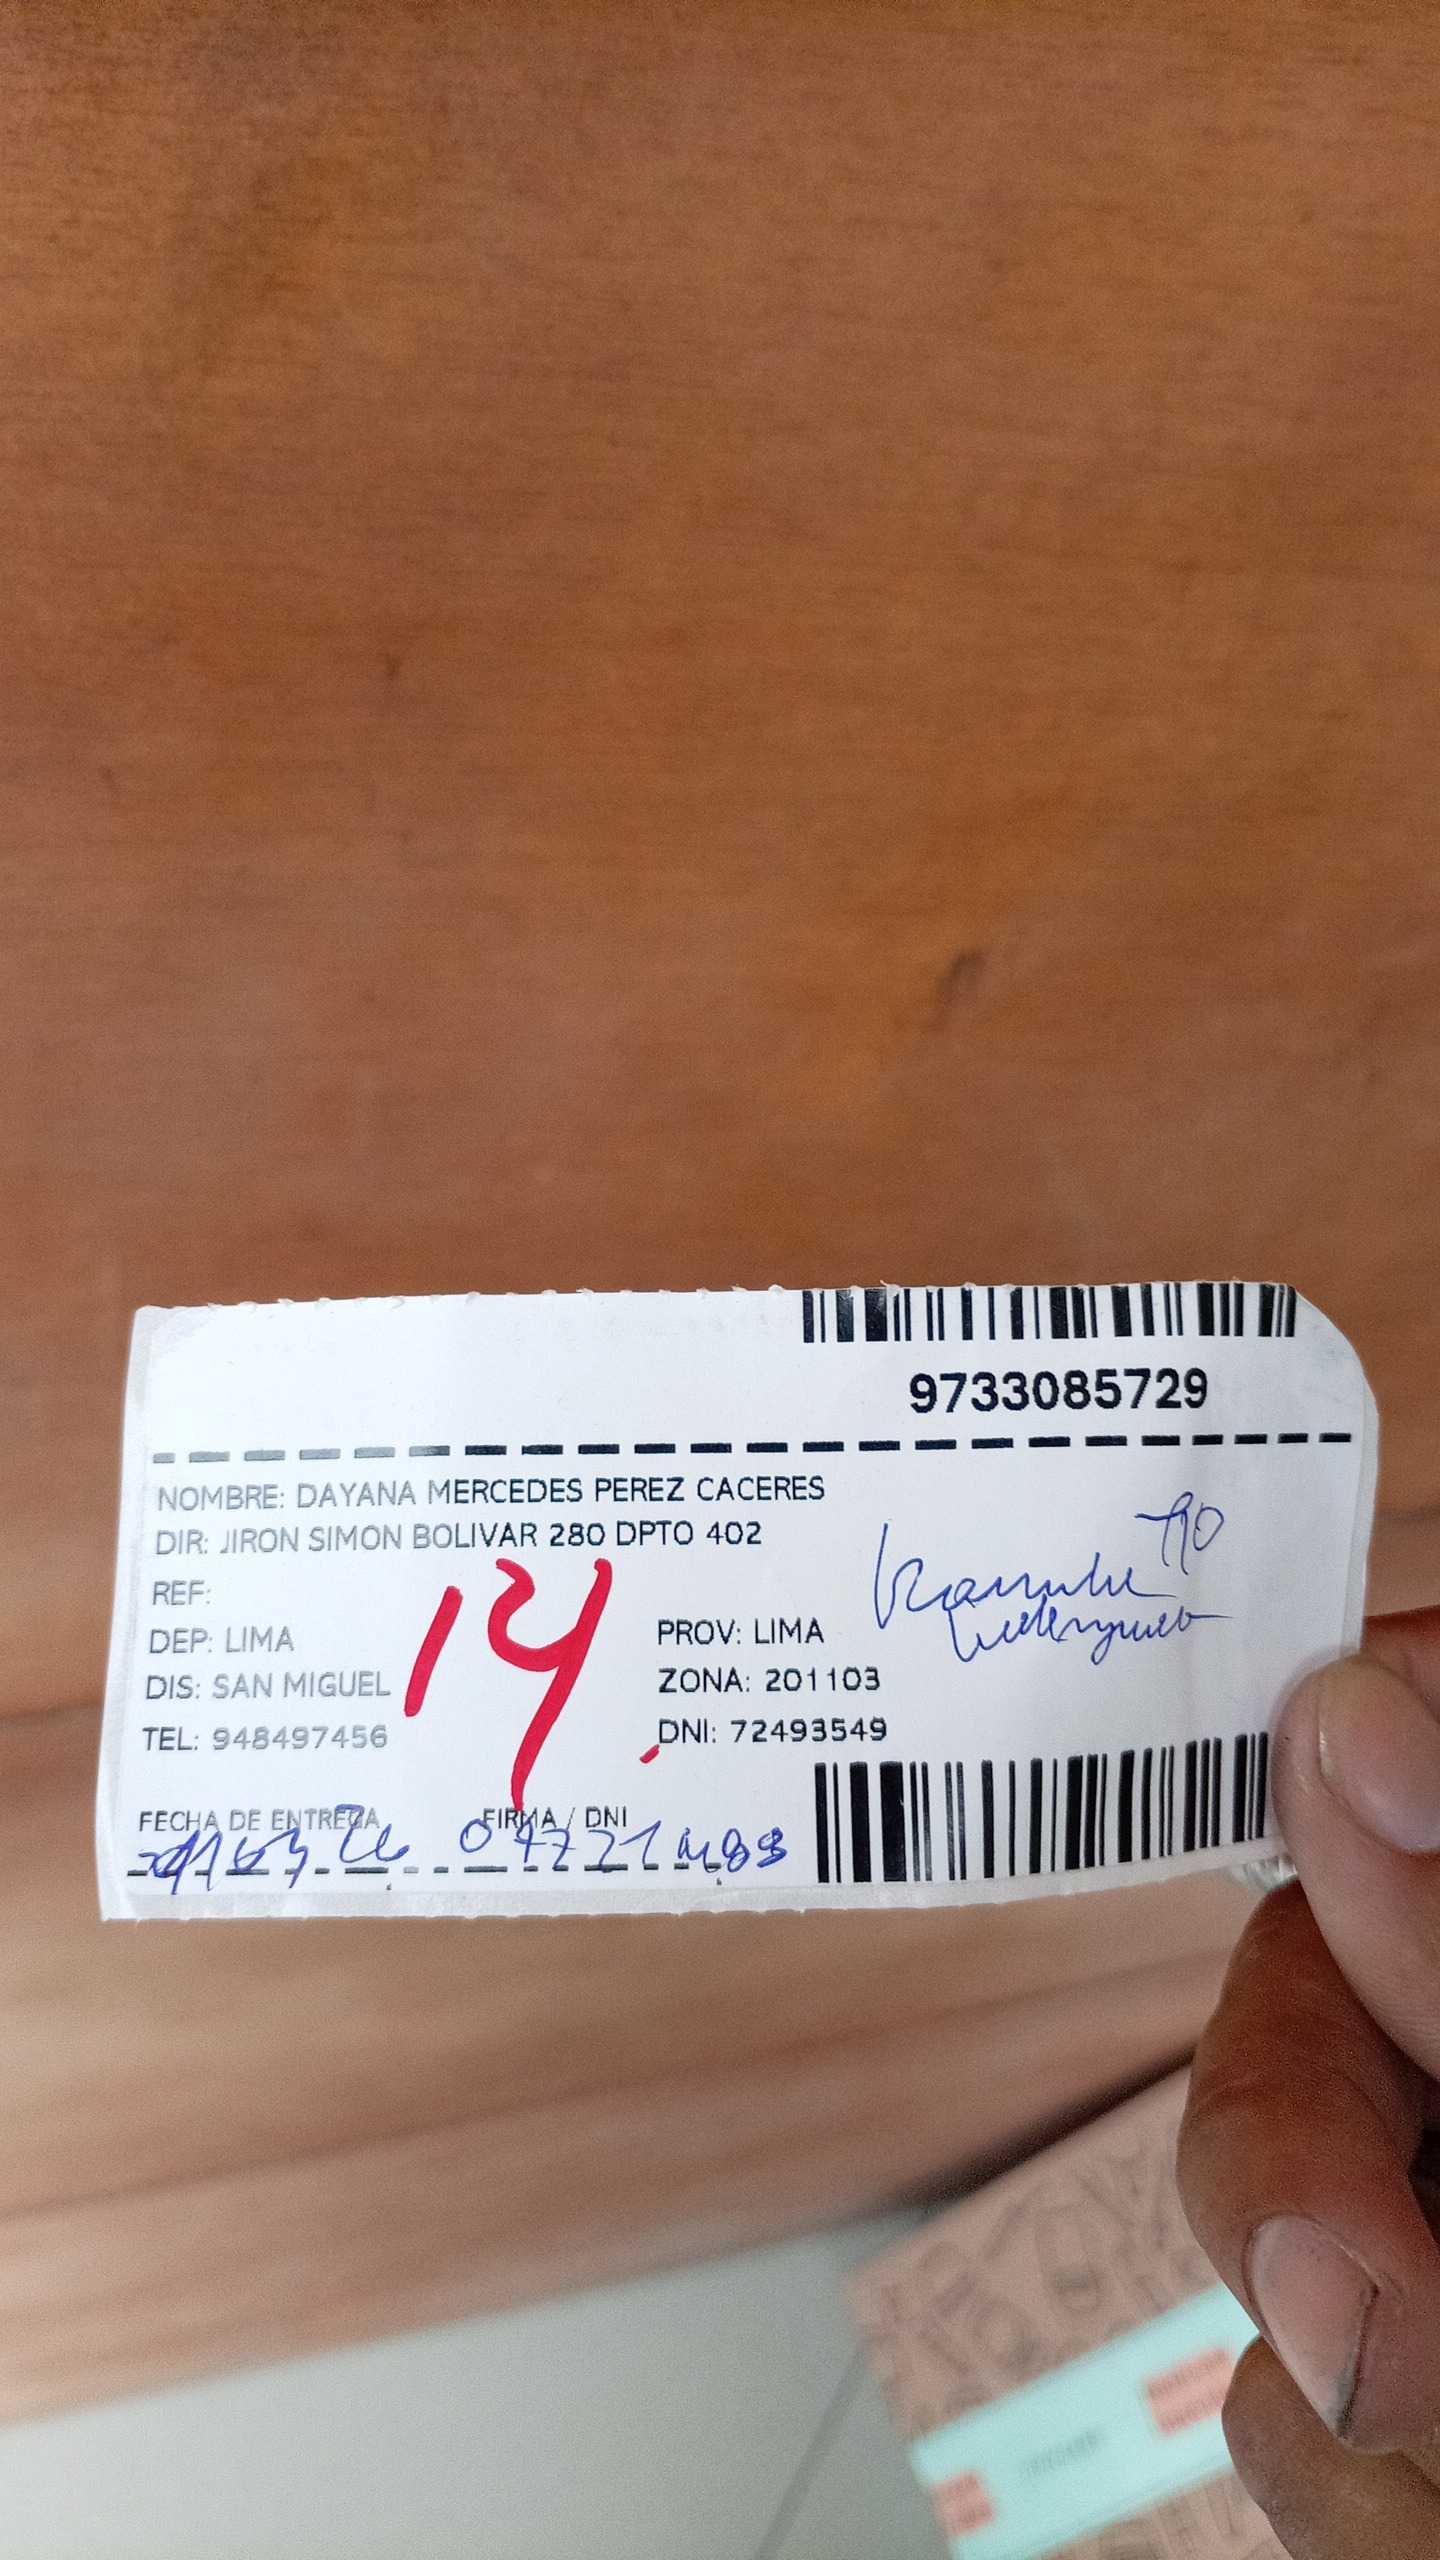 9733085729
NOMBRE: DAYANA MERCEDES PEREZ CACERES
DIR: JIRON SIMON BOLIVAR 280 DPTO 402
REF:
DEP: LIMA PROV: LIMA
DIS: SAN MIGUEL ZONA: 201103
TEL: 948497456 DNI: 72493549
14
FECHA DE ENTREGA FIRMA / DNI